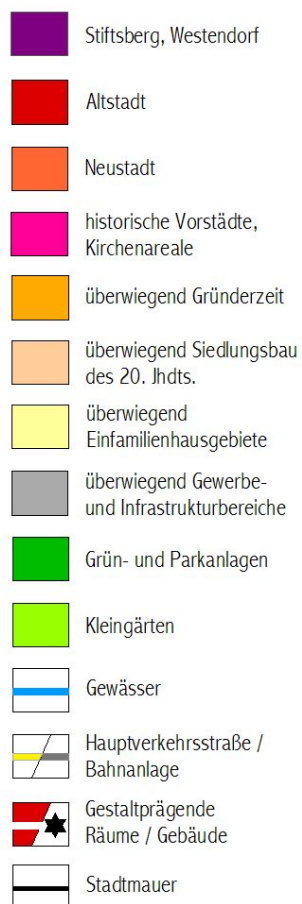 Stiftsberg, Westendorf
Altstadt
Neustadt
historische Vorstädte,
Kirchenareale
überwiegend Gründerzeit
überwiegend Siedlungsbau
des 20. Jhdts.
überwiegend
Einfamilienhausgebiete
überwiegend Gewerbe-
und Infrastrukturbereiche
Grün- und Parkanlagen
Kleingärten
Gewässer
Hauptverkehrsstraße /
Bahnanlage
Gestaltprägende
Räume / Gebäude
Stadtmauer